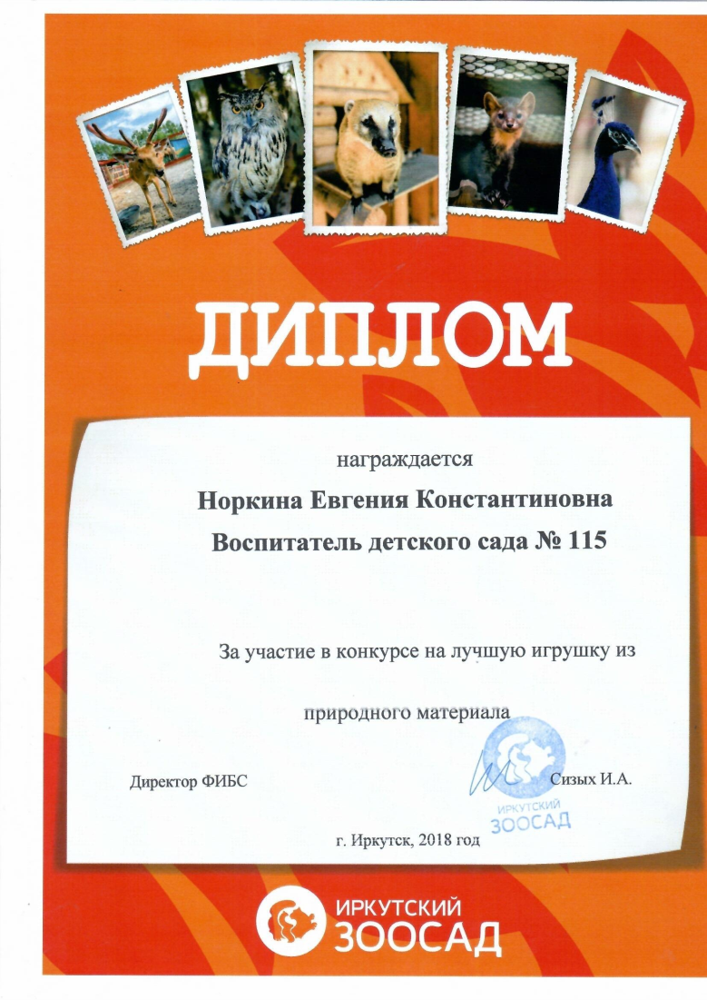 ДИПЛОМ
награждается
Норкина Евгения Константиновна
Воспитатель детского сада № 115
За участие в конкурсе на лучшую игрушку из
природного материала
Директор ФИБС
Сизых И.А.
ИРКУТСКИЙ
ЗООСАД
г. Иркутск, 2018 год
ИРКУТСКИЙ
ЗООСАД